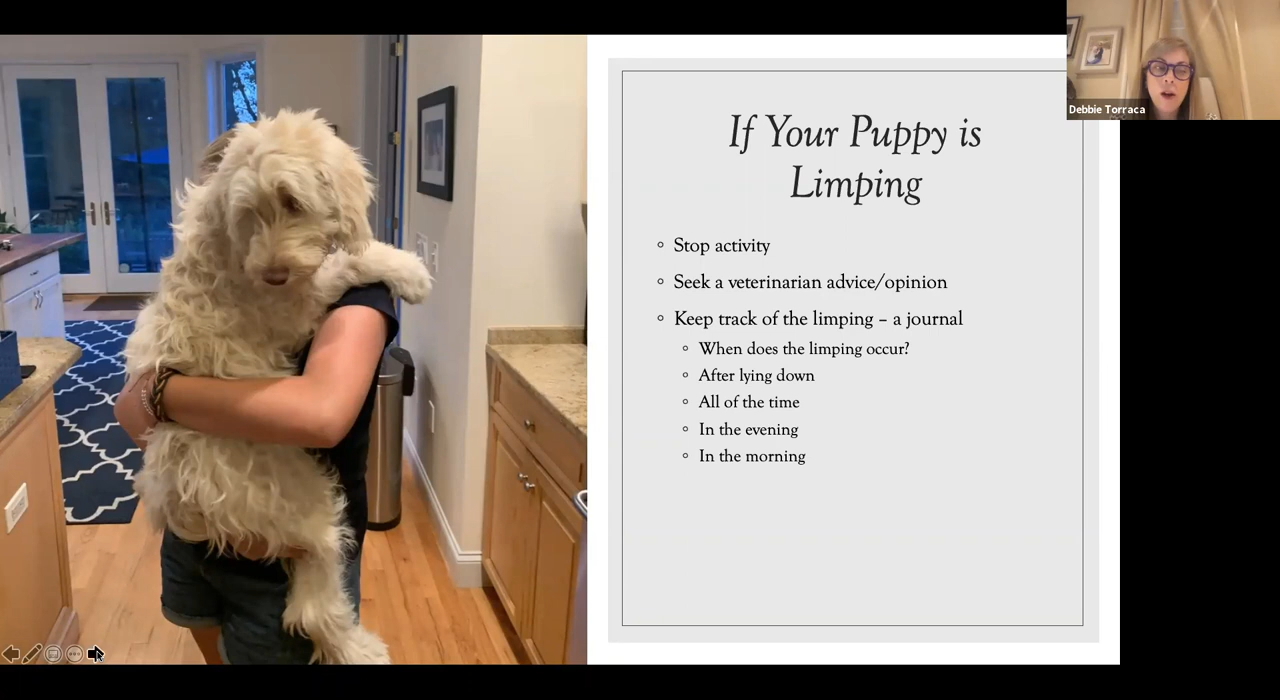 Debbie Torraca
If Your Puppy is
Limping
Stop activity
Seek a veterinarian advice/opinion
Keep track of the limping – a journal
When does the limping occur?
After lying down
All of the time
In the evening
In the morning